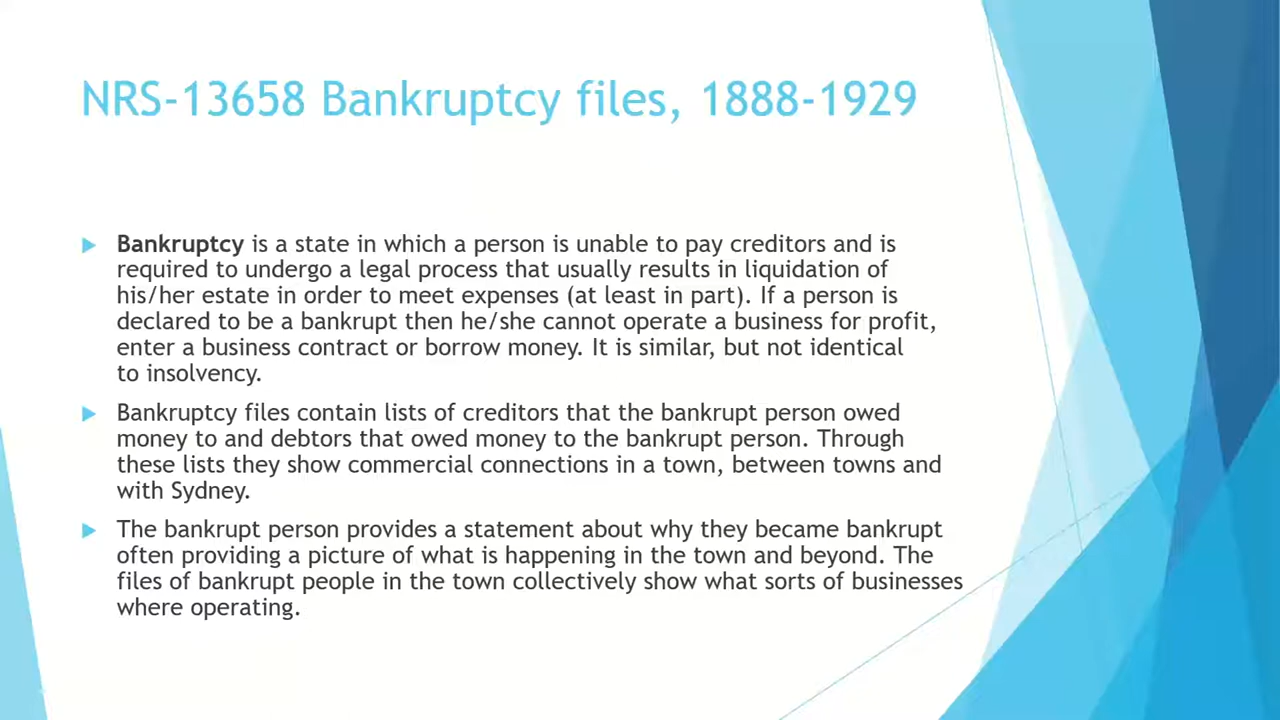 NRS-13658 Bankruptcy files, 1888-1929
Bankruptcy is a state in which a person is unable to pay creditors and is
required to undergo a legal process that usually results in liquidation of
his/her estate in order to meet expenses (at least in part). If a person is
declared to be a bankrupt then he/she cannot operate a business for profit,
enter a business contract or borrow money. It is similar, but not identical
to insolvency.
Bankruptcy files contain lists of creditors that the bankrupt person owed
money to and debtors that owed money to the bankrupt person. Through
these lists they show commercial connections in a town, between towns and
with Sydney.
The bankrupt person provides a statement about why they became bankrupt
often providing a picture of what is happening in the town and beyond. The
files of bankrupt people in the town collectively show what sorts of businesses
where operating.